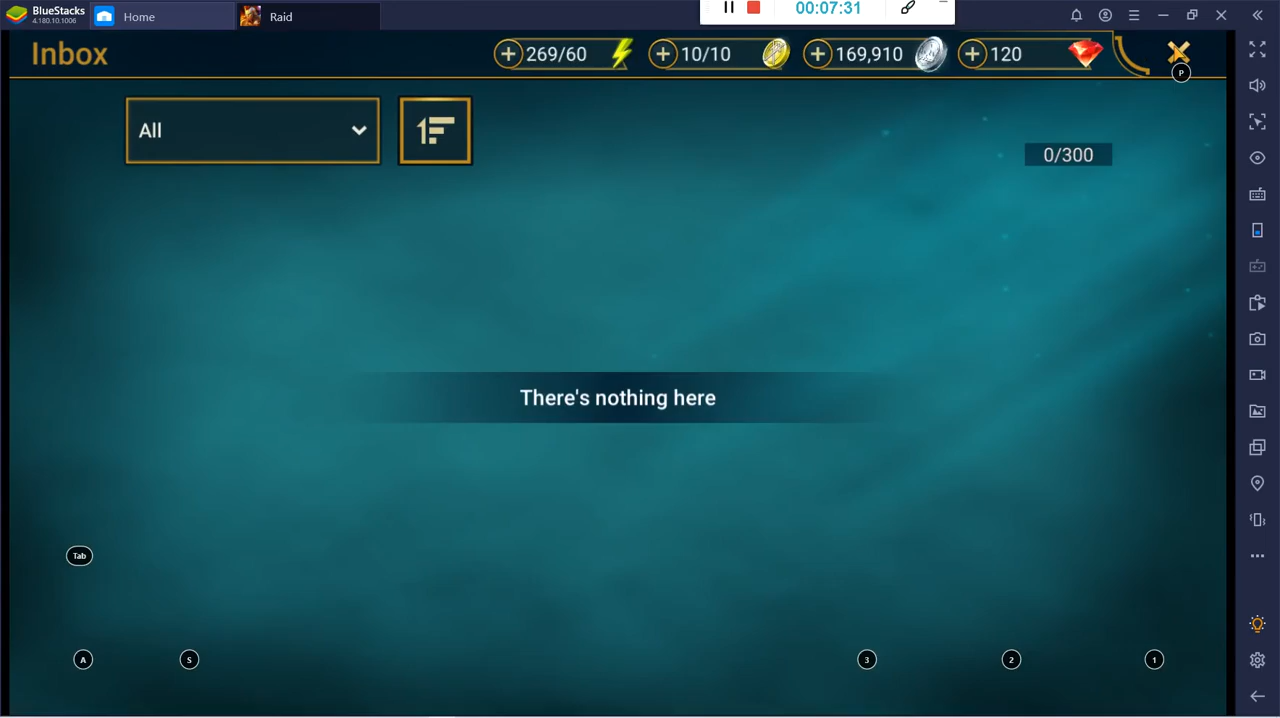 BlueStacks
4.180.10.1006
Home
Raid
00:07:31
Inbox
269/60
10/10
169,910
120
P
All
1
0/300
There's nothing here
Tab
A
S
3
2
1